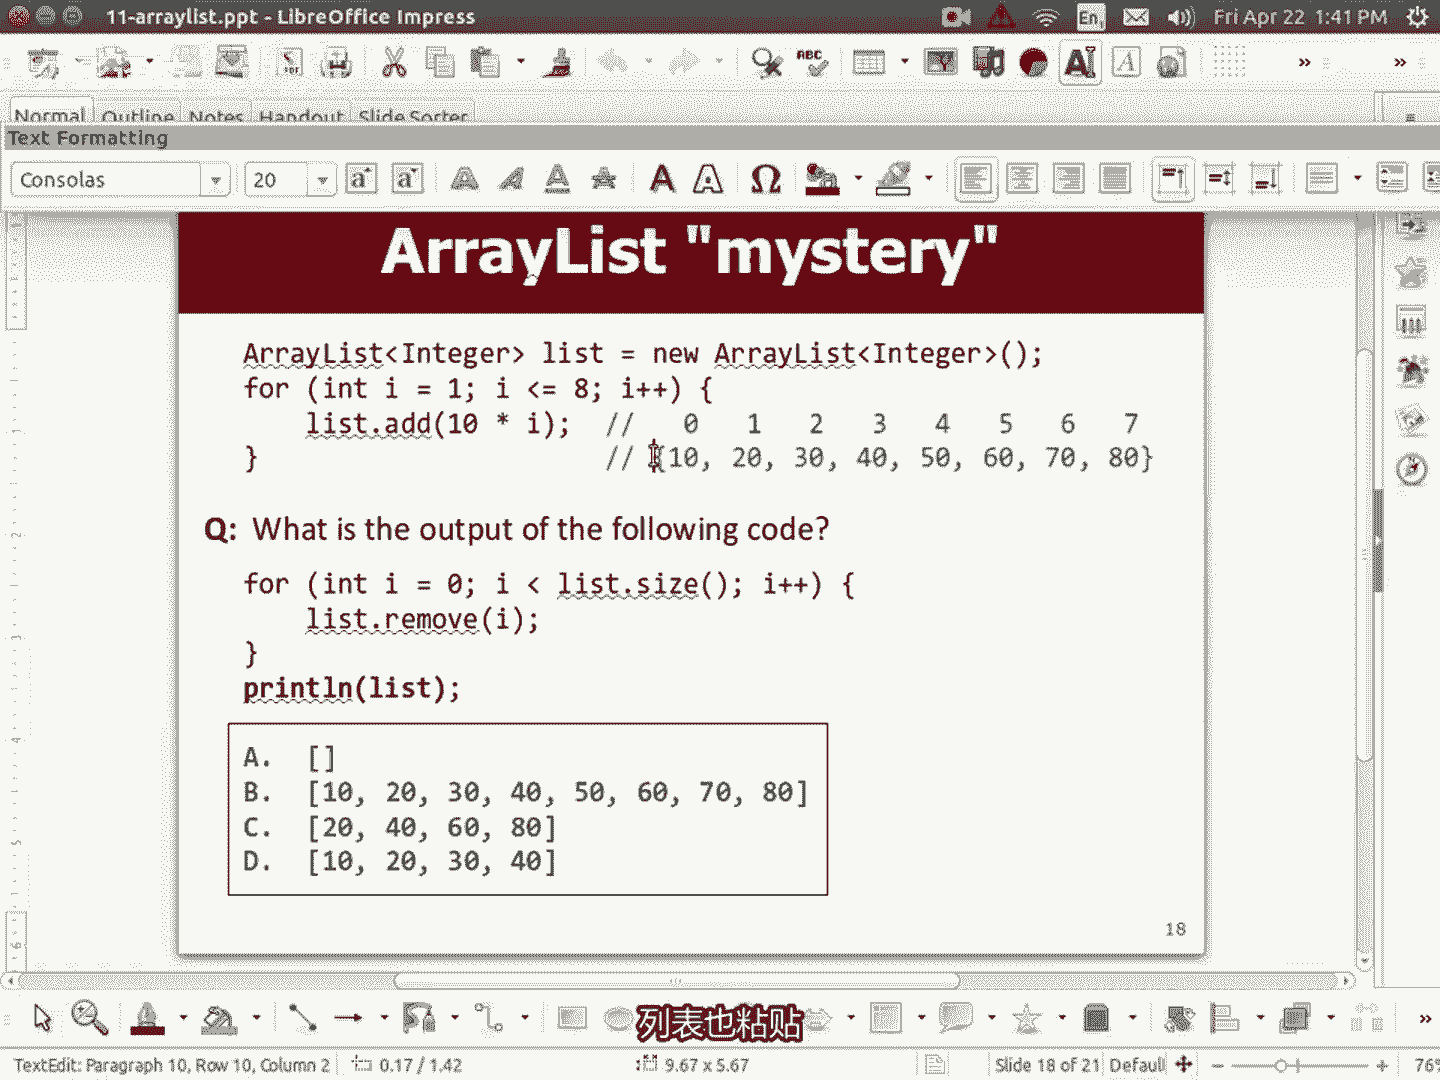 11-arraylist.ppt - LibreOffice Impress
En
Fri Apr 22 1:41 PM
Normal Outline Notes Handout Slide Sorter
Text Formatting
Consolas 20
ArrayList "mystery"
ArrayList<Integer> list = new ArrayList<Integer>();
for (int i = 1; i <= 8; i++) {
list.add(10 * i); // 0 1 2 3 4 5 6 7
} // {10, 20, 30, 40, 50, 60, 70, 80}
Q: What is the output of the following code?
for (int i = 0; i < list.size(); i++) {
list.remove(i);
}
println(list);
A. []
B. [10, 20, 30, 40, 50, 60, 70, 80]
C. [20, 40, 60, 80]
D. [10, 20, 30, 40]
18
列表也粘贴
TextEdit: Paragraph 10, Row 10, Column 2 0.17 / 1.42 9.67 x 5.67 Slide 18 of 21 Default 76%